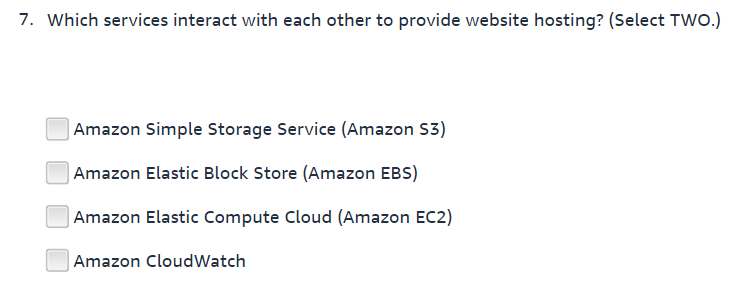 7. Which services interact with each other to provide website hosting? (Select TWO.)
Amazon Simple Storage Service (Amazon S3)
Amazon Elastic Block Store (Amazon EBS)
Amazon Elastic Compute Cloud (Amazon EC2)
Amazon CloudWatch